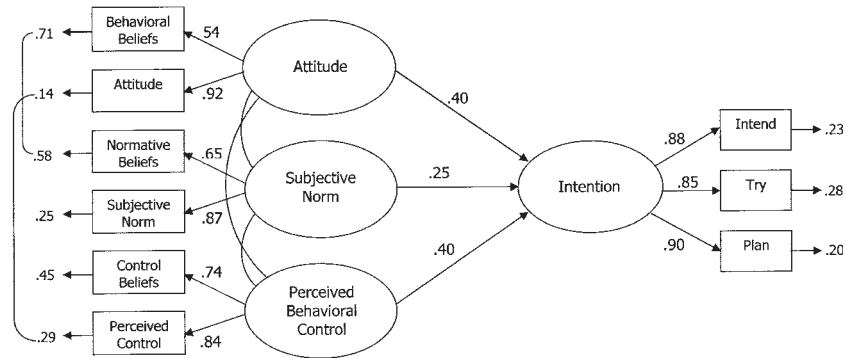 .71
Behavioral
Beliefs
54
.14
Attitude
.92
.58
Normative
Beliefs
.65
.25
Subjective
Norm
.87
.45
Control
Beliefs
.74
.29
Perceived
Control
.84
Attitude
Subjective
Norm
Perceived
Behavioral
Control
.40
.25
.40
Intention
.88
Intend
.23
.85
Try
.28
.90
Plan
.20